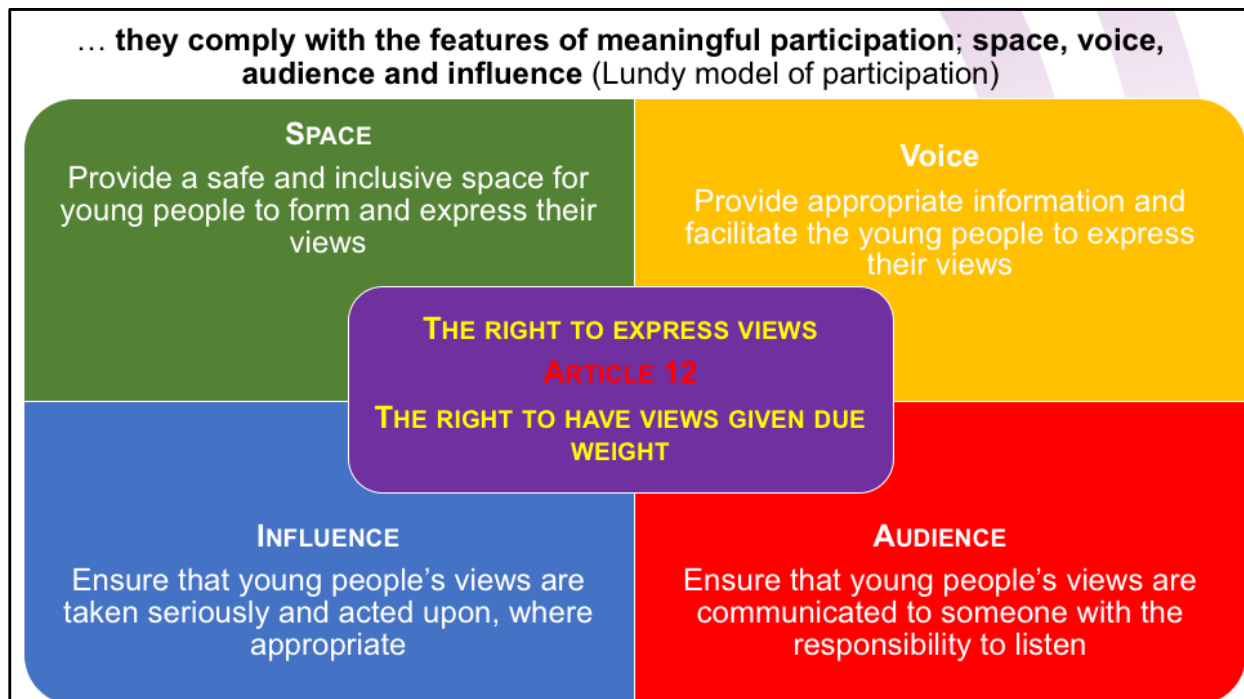 … they comply with the features of meaningful participation; space, voice,
audience and influence (Lundy model of participation)
SPACE
Provide a safe and inclusive space for
young people to form and express their
views
Voice
Provide appropriate information and
facilitate the young people to express
their views
THE RIGHT TO EXPRESS VIEWS
ARTICLE 12
THE RIGHT TO HAVE VIEWS GIVEN DUE
WEIGHT
INFLUENCE
Ensure that young people’s views are
taken seriously and acted upon, where
appropriate
AUDIENCE
Ensure that young people’s views are
communicated to someone with the
responsibility to listen